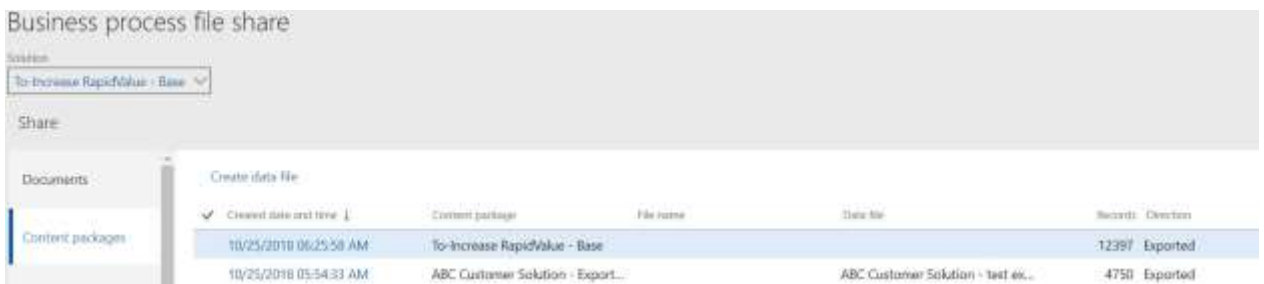 Business process file share
Solution
To-Increase RapidValue - Base
Share
Documents
Create data file
Created date and time ↓ Content package File name Data file Records Direction
Content packages
10/25/2018 06:25:58 AM To-Increase RapidValue - Base 12397 Exported
10/25/2018 05:54:33 AM ABC Customer Solution - Export... ABC Customer Solution - test ex... 4750 Exported